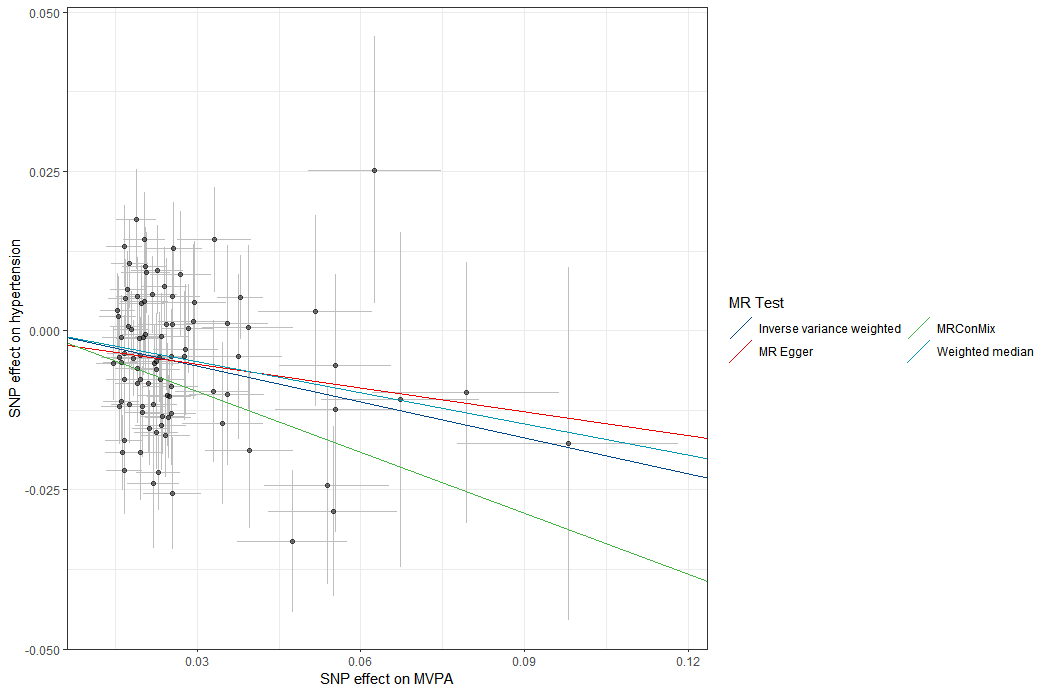 0.050
0.025
0.000
-0.025
-0.050
SNP effect on hypertension
0.03
0.06
0.09
0.12
SNP effect on MVPA
MR Test
Inverse variance weighted
MR Egger
MRConMix
Weighted median